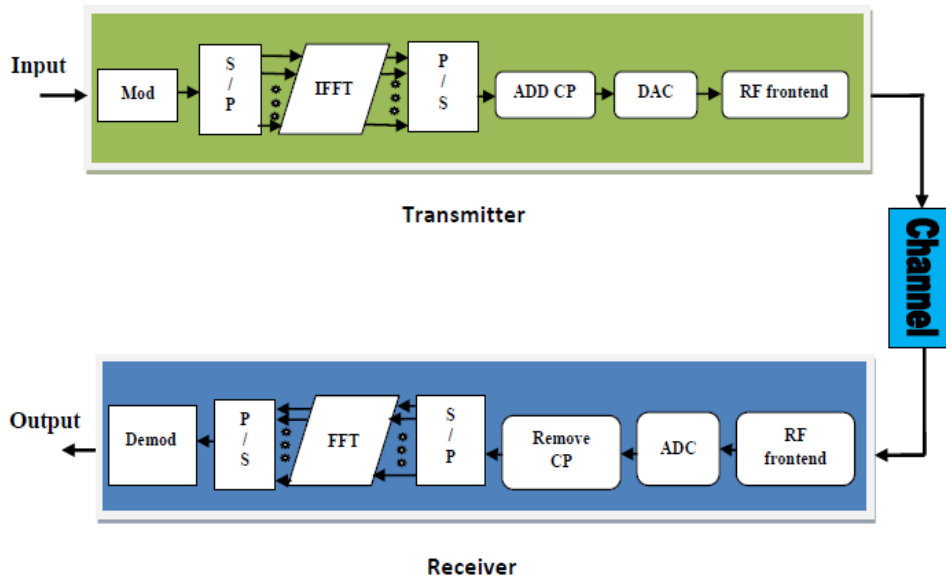 Input
Mod
S
/
P
IFFT
P
/
S
ADD CP
DAC
RF frontend
Transmitter
Channel
Output
Demod
P
/
S
FFT
S
/
P
Remove
CP
ADC
RF
frontend
Receiver